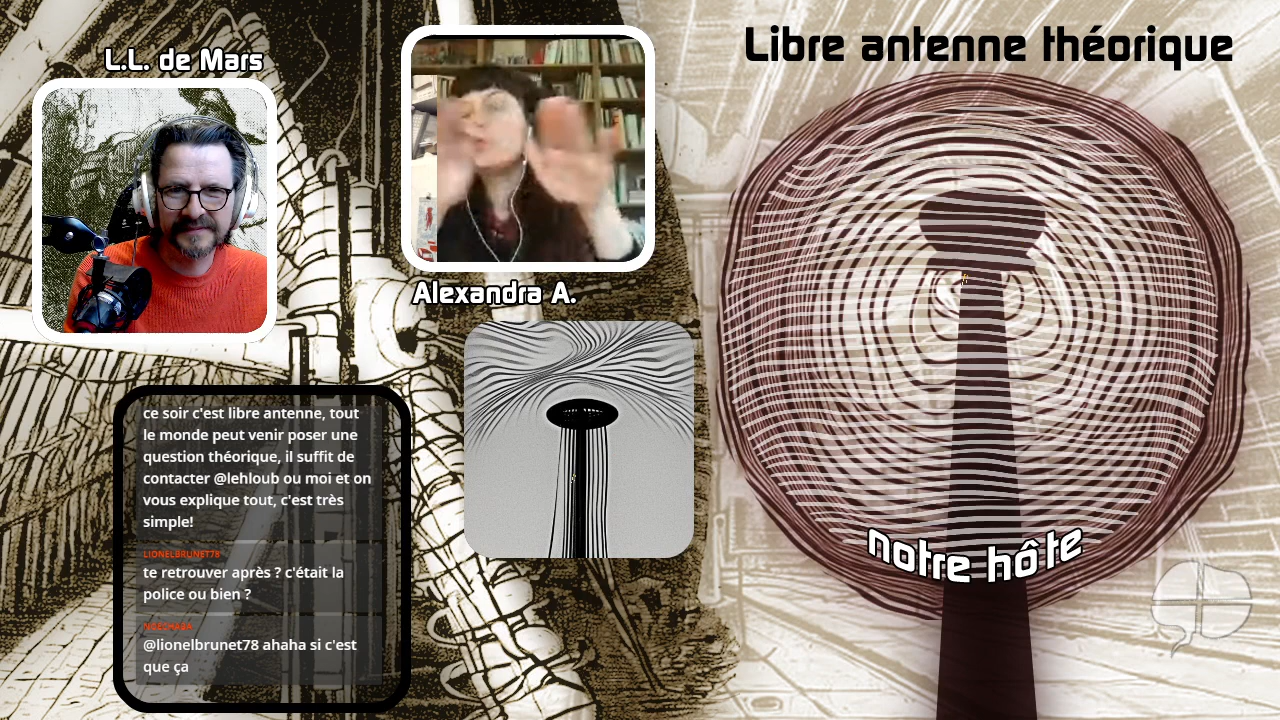 L.L. de Mars
Libre antenne théorique
Alexandra A.
ce soir c'est libre antenne, tout
le monde peut venir poser une
question théorique, il suffit de
contacter @lehloub ou moi et on
vous explique tout, c'est très
simple!
LIONELBRUNET78
te retrouver après ? c'était la
police ou bien ?
@lionelbrunet78 ahaha si c'est
que ça
notre hôte